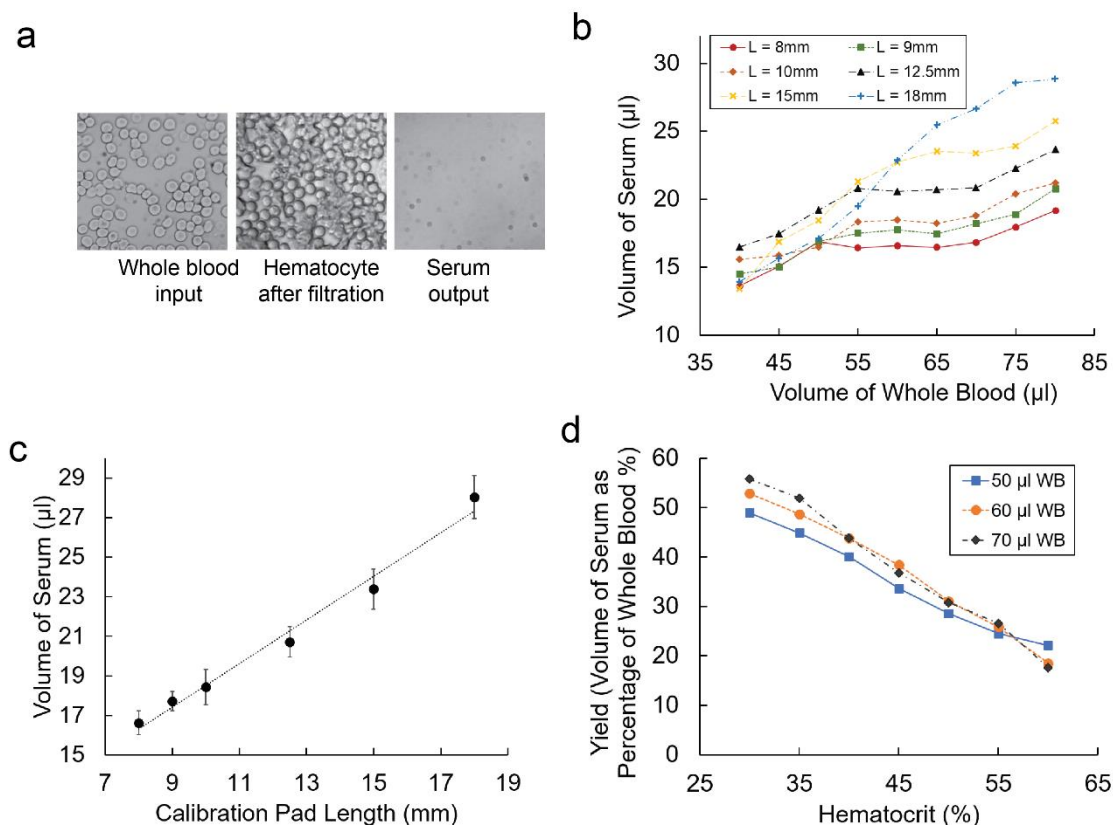 a
Whole blood
input
Hematocyte
after filtration
Serum
output
b
L = 8mm
L = 9mm
L = 10mm
L = 12.5mm
L = 15mm
L = 18mm
Volume of Serum (µl)
30
25
20
15
10
35
45
55
65
75
85
Volume of Whole Blood (µl)
c
Volume of Serum (µl)
29
27
25
23
21
19
17
15
7
9
11
13
15
17
19
Calibration Pad Length (mm)
d
Yield (Volume of Serum as
Percentage of Whole Blood %)
60
50
40
30
20
10
0
50 µl WB
60 µl WB
70 µl WB
25
35
45
55
65
Hematocrit (%)